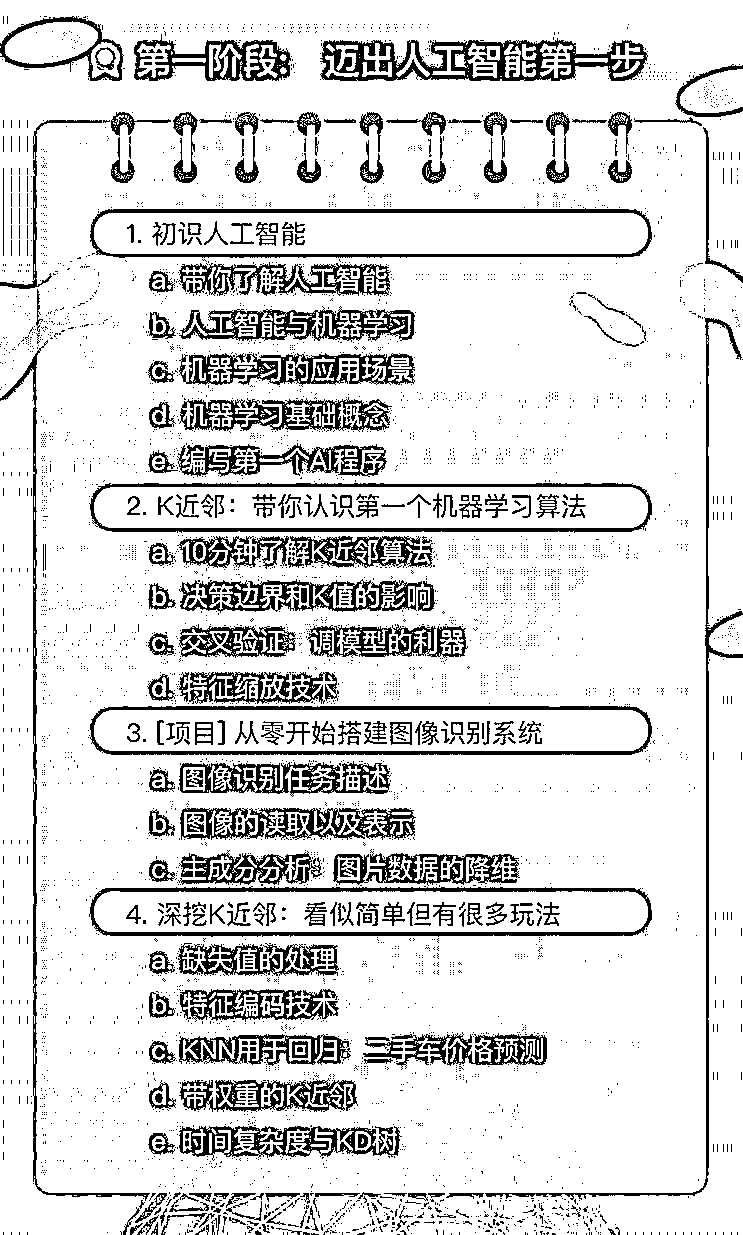 第一阶段： 迈出人工智能第一步
1. 初识人工智能
a. 带你了解人工智能
b. 人工智能与机器学习
c. 机器学习的应用场景
d. 机器学习基础概念
e. 编写第一个AI程序
2. K近邻：带你认识第一个机器学习算法
a. 10分钟了解K近邻算法
b. 决策边界和K值的影响
c. 交叉验证：调模型的利器
d. 特征缩放技术
3. [项目] 从零开始搭建图像识别系统
a. 图像识别任务描述
b. 图像的读取以及表示
c. 主成分分析：图片数据的降维
4. 深挖K近邻：看似简单但有很多玩法
a. 缺失值的处理
b. 特征编码技术
c. KNN用于回归：二手车价格预测
d. 带权重的K近邻
e. 时间复杂度与KD树